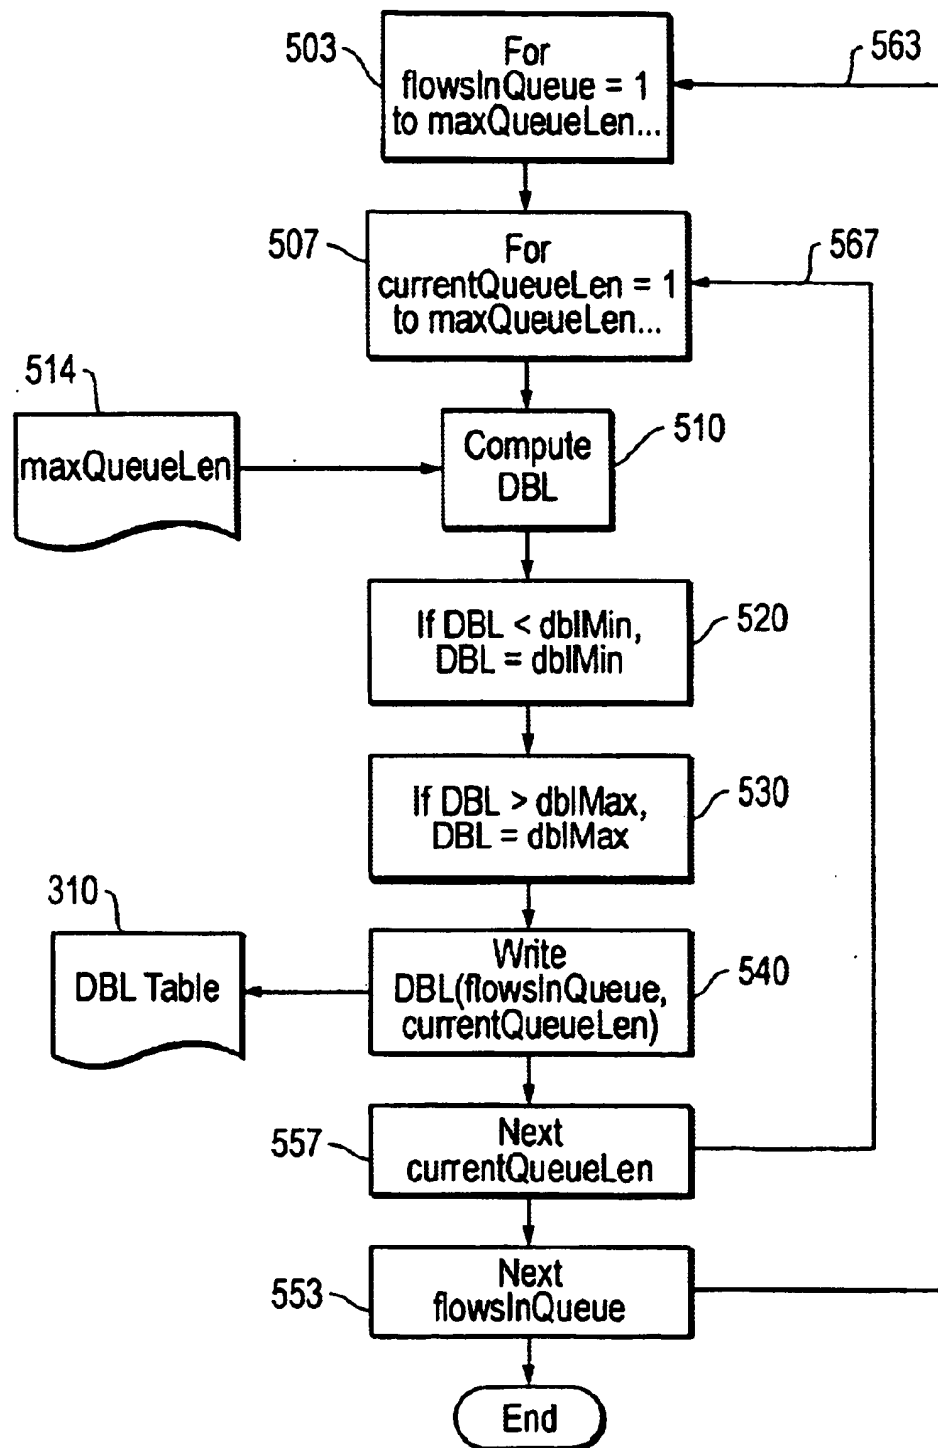 503
For
flowsInQueue = 1
to maxQueueLen...
563
507
For
currentQueueLen = 1
to maxQueueLen...
567
514
maxQueueLen
Compute
DBL
510
If DBL < dblMin,
DBL = dblMin
520
If DBL > dblMax,
DBL = dblMax
530
310
DBL Table
Write
DBL(flowsInQueue,
currentQueueLen)
540
557
Next
currentQueueLen
553
Next
flowsInQueue
End